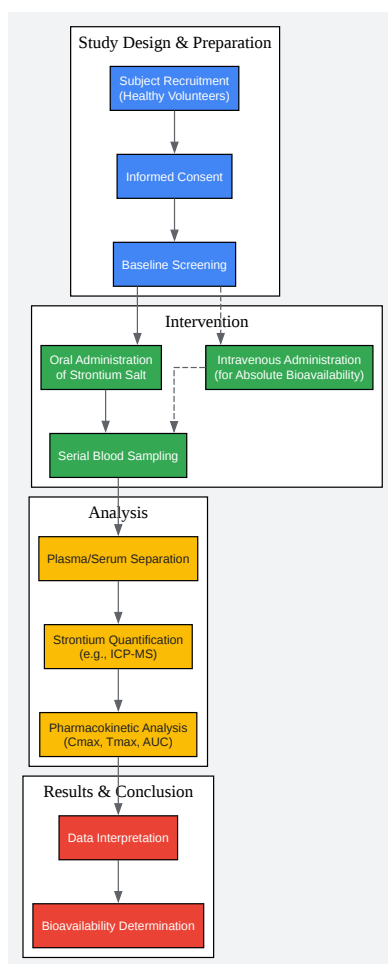 Study Design & Preparation
Subject Recruitment
(Healthy Volunteers)
Informed Consent
Baseline Screening
Intervention
Oral Administration
of Strontium Salt
Intravenous Administration
(for Absolute Bioavailability)
Serial Blood Sampling
Analysis
Plasma/Serum Separation
Strontium Quantification
(e.g., ICP-MS)
Pharmacokinetic Analysis
(Cmax, Tmax, AUC)
Results & Conclusion
Data Interpretation
Bioavailability Determination